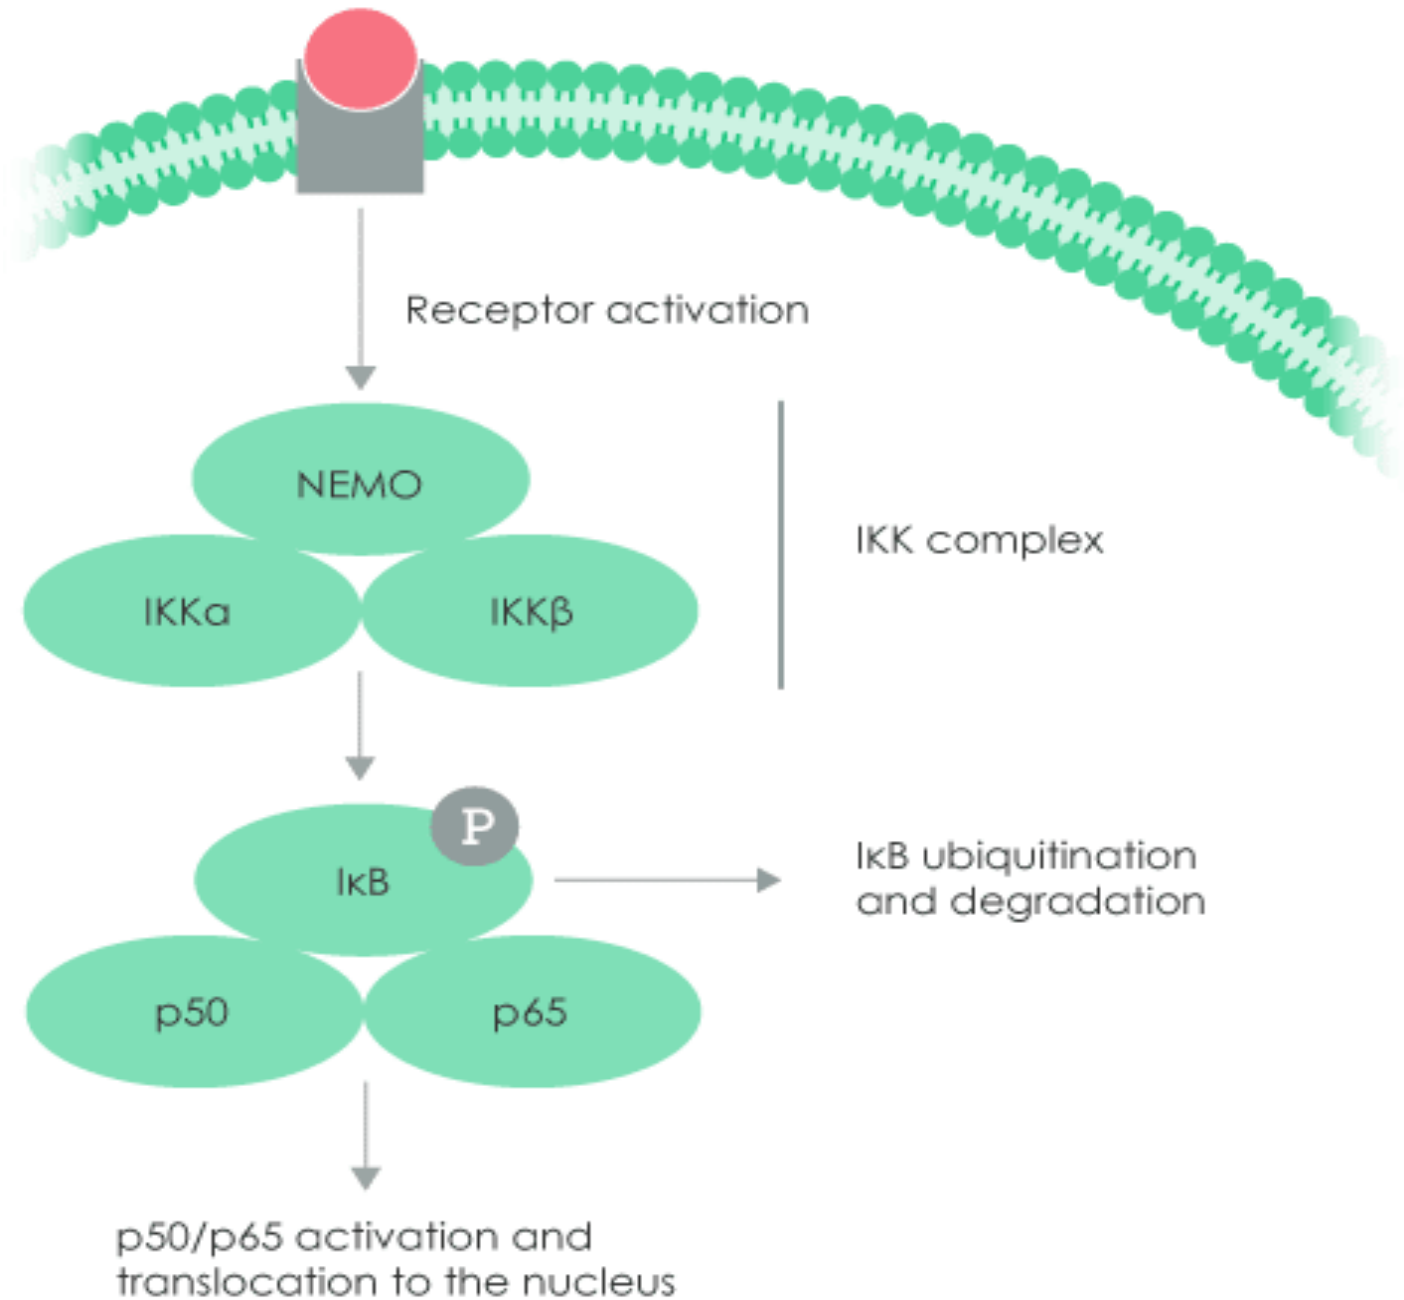 Receptor activation
NEMO
IKKα
IKKβ
IKK complex
P
IκB
IκB ubiquitination
and degradation
p50
p65
p50/p65 activation and
translocation to the nucleus